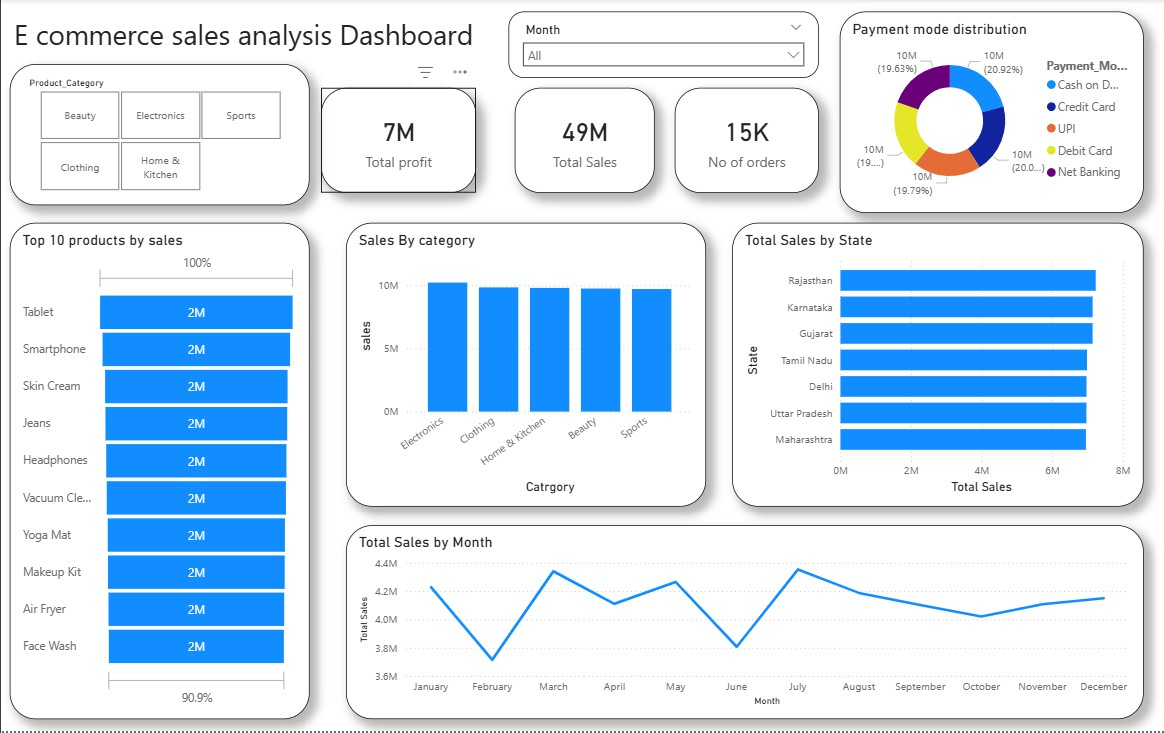 E commerce sales analysis Dashboard
Month
All
Product_Category
Beauty
Electronics
Sports
Clothing
Home &
Kitchen
7M
Total profit
49M
Total Sales
15K
No of orders
Payment mode distribution
10M
(19.63%)
10M
(20.92%)
10M
(19....)
10M
(19.79%)
10M
(20.0...)
Payment_Mo...
Cash on D...
Credit Card
UPI
Debit Card
Net Banking
Top 10 products by sales
100%
Tablet
2M
Smartphone
2M
Skin Cream
2M
Jeans
2M
Headphones
2M
Vacuum Cle...
2M
Yoga Mat
2M
Makeup Kit
2M
Air Fryer
2M
Face Wash
2M
90.9%
Sales By category
sales
10M
5M
0M
Electronics
Clothing
Home & Kitchen
Beauty
Sports
Catrgory
Total Sales by State
State
Rajasthan
Karnataka
Gujarat
Tamil Nadu
Delhi
Uttar Pradesh
Maharashtra
0M 2M 4M 6M 8M
Total Sales
Total Sales by Month
Total Sales
4.4M
4.2M
4.0M
3.8M
3.6M
January February March April May June July August September October November December
Month